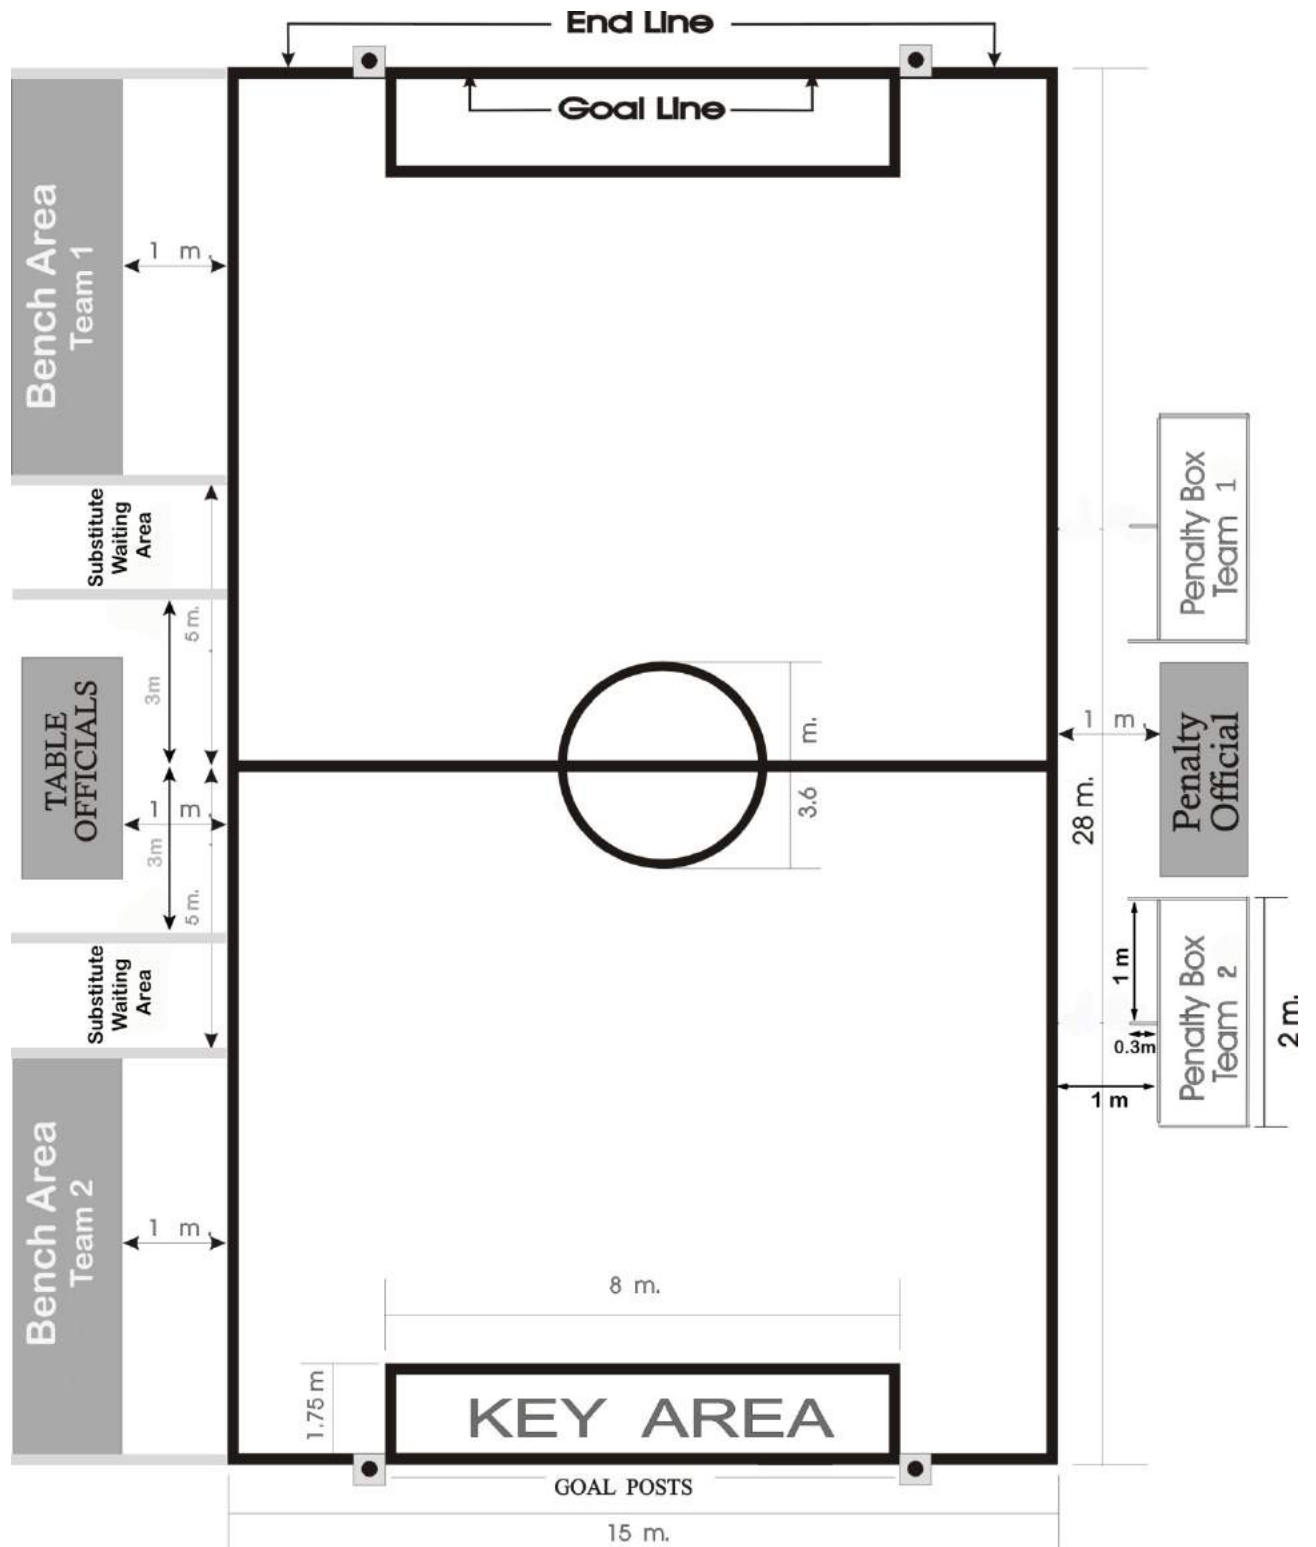 End Line
Goal Line
Bench Area
Team 1
1 m.
Substitute
Waiting
Area
5 m.
3m
TABLE
OFFICIALS
1 m.
3m
5 m.
Substitute
Waiting
Area
Bench Area
Team 2
1 m.
m.
3.6
Penalty Box
Team 1
1 m.
Penalty
Official
28 m.
1 m
0.3m
1 m
Penalty Box
Team 2
2 m.
8 m.
1.75 m
KEY AREA
GOAL POSTS
15 m.